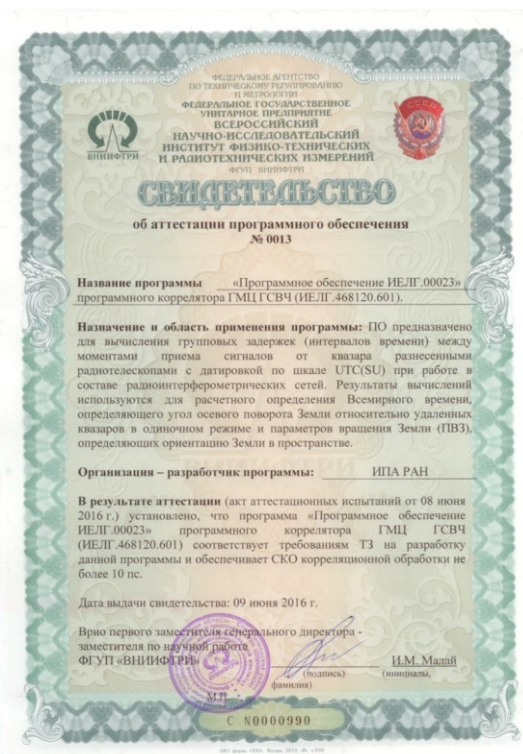 ФЕДЕРАЛЬНОЕ АГЕНТСТВО
ПО ТЕХНИЧЕСКОМУ РЕГУЛИРОВАНИЮ
И МЕТРОЛОГИИ
ФЕДЕРАЛЬНОЕ ГОСУДАРСТВЕННОЕ
УНИТАРНОЕ ПРЕДПРИЯТИЕ
ВСЕРОССИЙСКИЙ
НАУЧНО-ИССЛЕДОВАТЕЛЬСКИЙ
ИНСТИТУТ ФИЗИКО-ТЕХНИЧЕСКИХ
И РАДИОТЕХНИЧЕСКИХ ИЗМЕРЕНИЙ
ФГУП ВНИИФТРИ
ВНИИФТРИ
СССР
СВИДЕТЕЛЬСТВО
об аттестации программного обеспечения
№ 0013
Название программы «Программное обеспечение ИЕЛГ.00023»
программного коррелятора ГМЦ ГСВЧ (ИЕЛГ.468120.601).
Назначение и область применения программы: ПО предназначено
для вычисления групповых задержек (интервалов времени) между
моментами приема сигналов от квазара разнесенными
радиотелескопами с датировкой по шкале UTC(SU) при работе в
составе радиоинтерферометрических сетей. Результаты вычислений
используются для расчетного определения Всемирного времени,
определяющего угол осевого поворота Земли относительно удаленных
квазаров в одиночном режиме и параметров вращения Земли (ПВЗ),
определяющих ориентацию Земли в пространстве.
Организация – разработчик программы: ИПА РАН
В результате аттестации (акт аттестационных испытаний от 08 июня
2016 г.) установлено, что программа «Программное обеспечение
ИЕЛГ.00023» программного коррелятора ГМЦ ГСВЧ
(ИЕЛГ.468120.601) соответствует требованиям ТЗ на разработку
данной программы и обеспечивает СКО корреляционной обработки не
более 10 пс.
Дата выдачи свидетельства: 09 июня 2016 г.
Врио первого заместителя генерального директора -
заместителя по научной работе
ФГУП «ВНИИФТРИ» И.М. Малай
(подпись) (инициалы,
фамилия)
М.П.
С N0000990